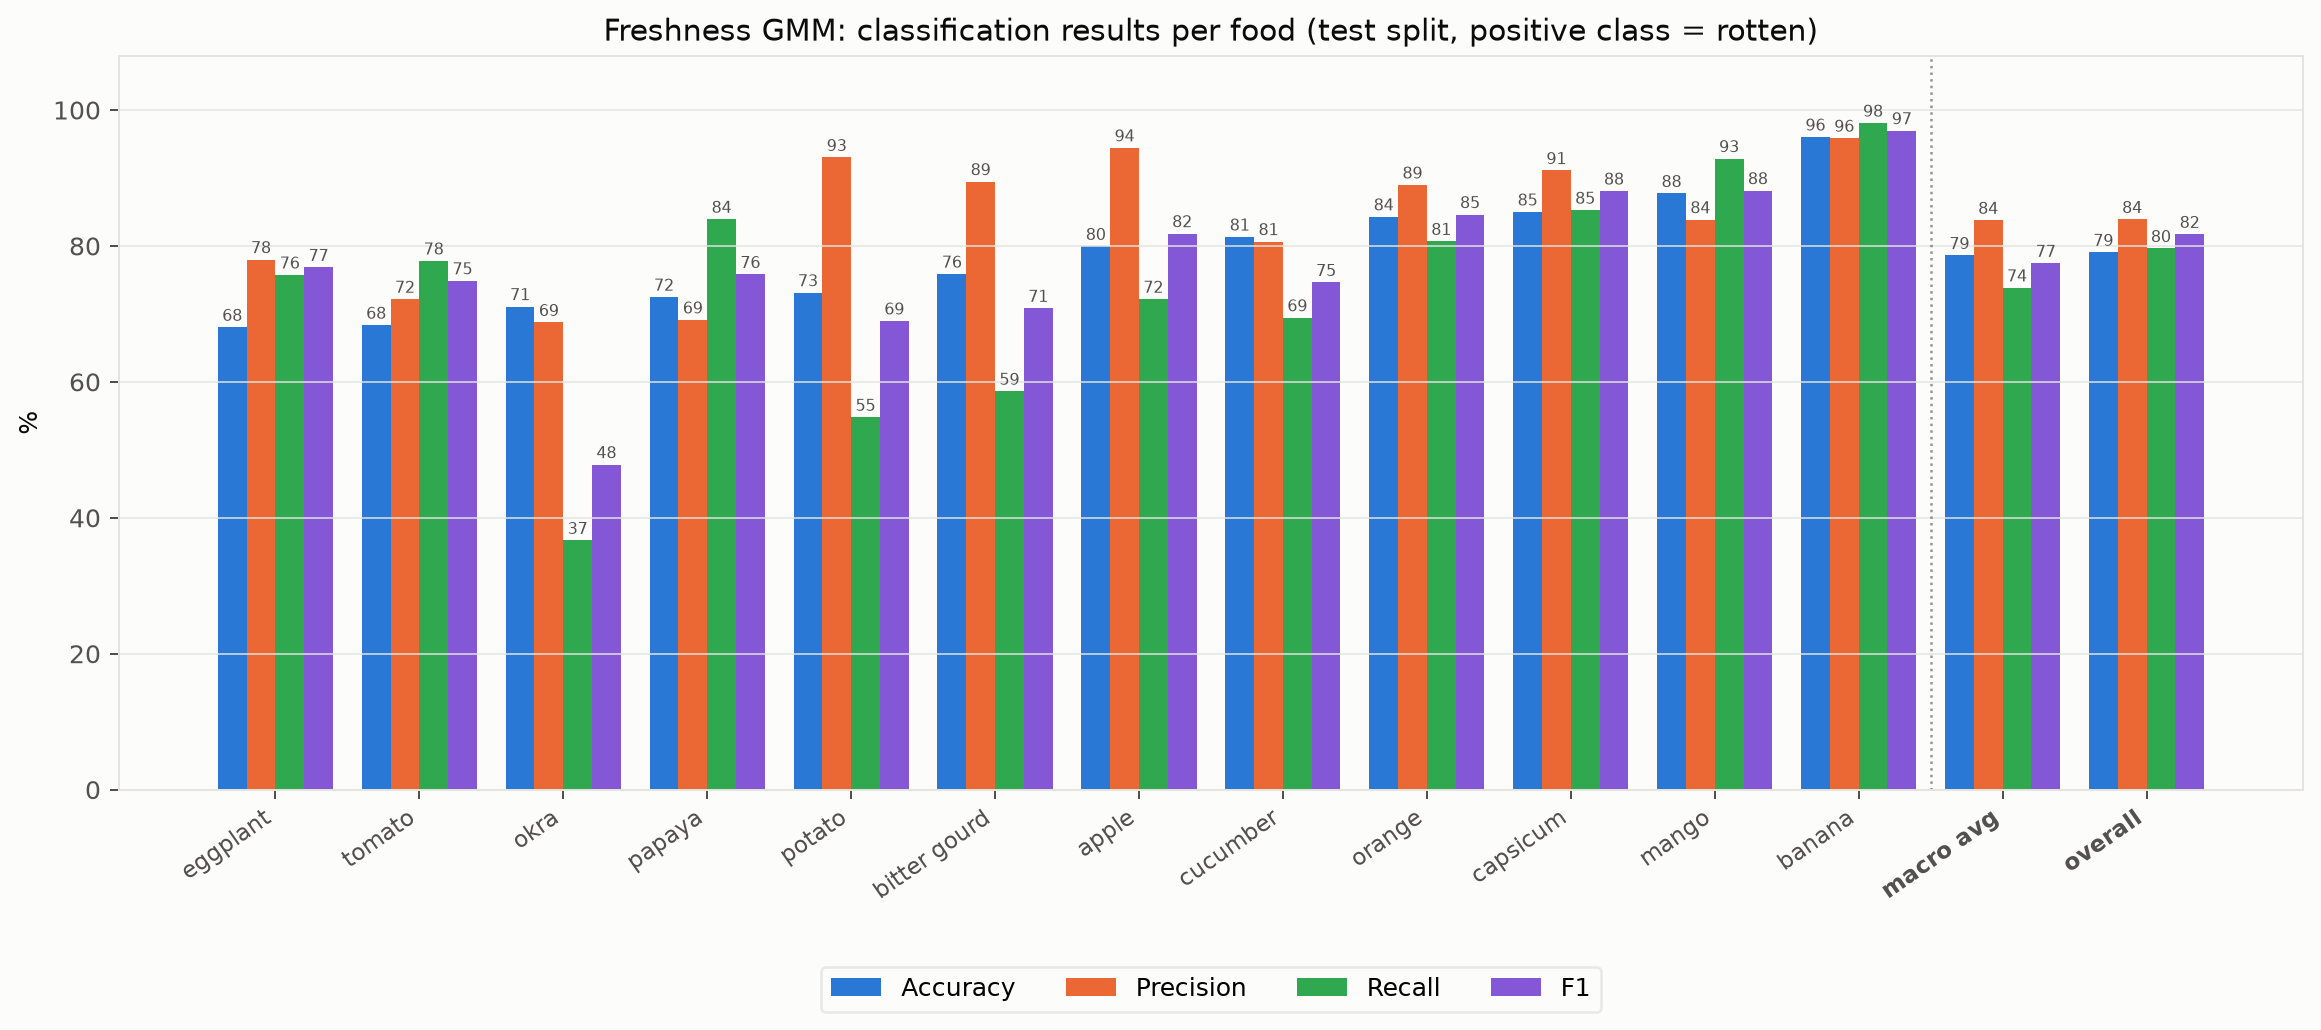 Freshness GMM: classification results per food (test split, positive class = rotten)
%
100
80
60
40
20
0
68 78 76 77
68 72 78 75
71 69 37 48
72 69 84 76
73 93 55 69
76 89 59 71
80 94 72 82
81 81 69 75
84 89 81 85
85 91 85 88
88 84 93 88
96 96 98 97
79 84 74 77
79 84 80 82
eggplant
tomato
okra
papaya
potato
bitter gourd
apple
cucumber
orange
capsicum
mango
banana
macro avg
overall
Accuracy Precision Recall F1